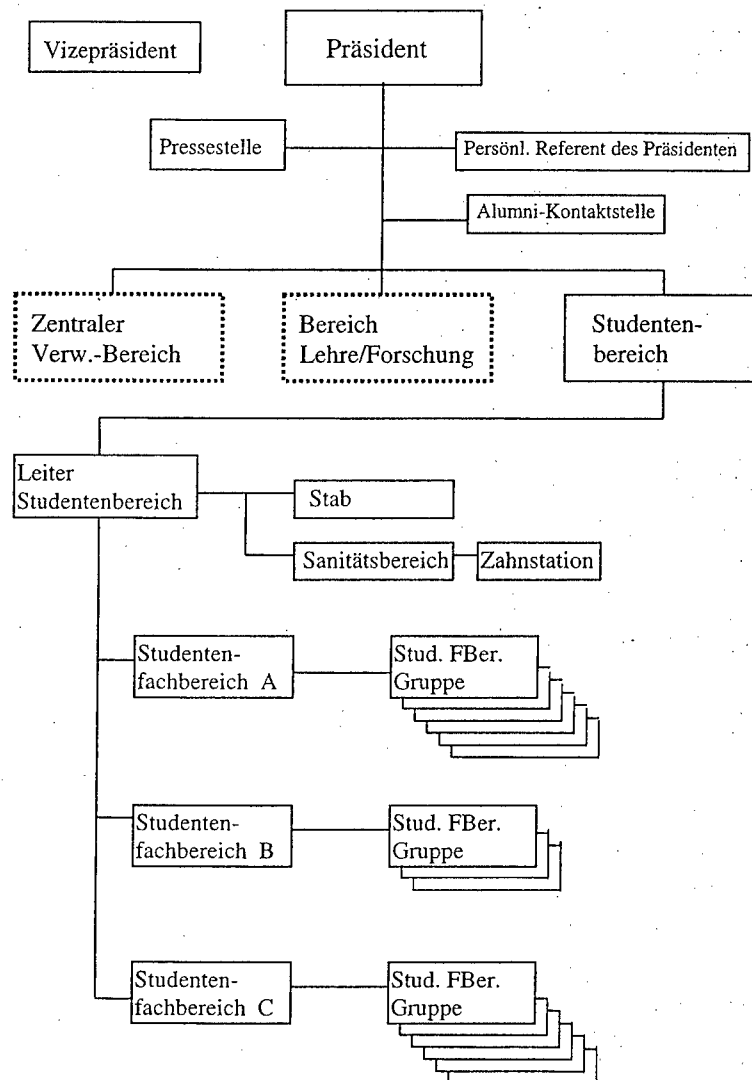 Vizepräsident
Präsident
Pressestelle
Persönl. Referent des Präsidenten
Alumni-Kontaktstelle
Zentraler
Verw.-Bereich
Bereich
Lehre/Forschung
Studenten-
bereich
Leiter
Studentenbereich
Stab
Sanitätsbereich
Zahnstation
Studenten-
fachbereich A
Stud. FBer.
Gruppe
Studenten-
fachbereich B
Stud. FBer.
Gruppe
Studenten-
fachbereich C
Stud. FBer.
Gruppe